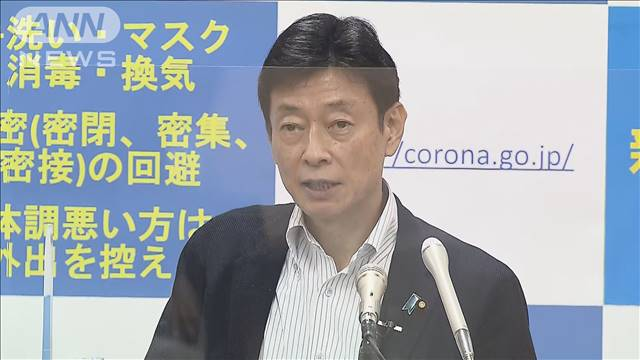 ANN
NEWS
洗い・マスク
消毒・換気
密(密閉、密集、
密接)の回避
体調悪い方は
外出を控え
/corona.go.jp/